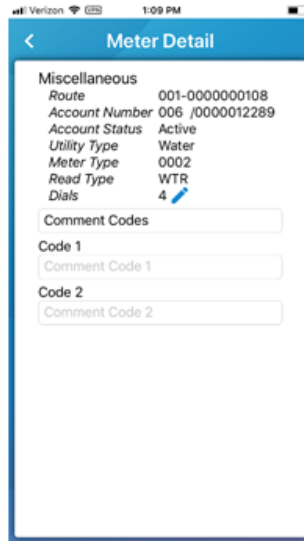 Verizon VPN 1:09 PM
Meter Detail
Miscellaneous
Route 001-0000000108
Account Number 006 /0000012289
Account Status Active
Utility Type Water
Meter Type 0002
Read Type WTR
Dials 4
Comment Codes
Code 1
Comment Code 1
Code 2
Comment Code 2